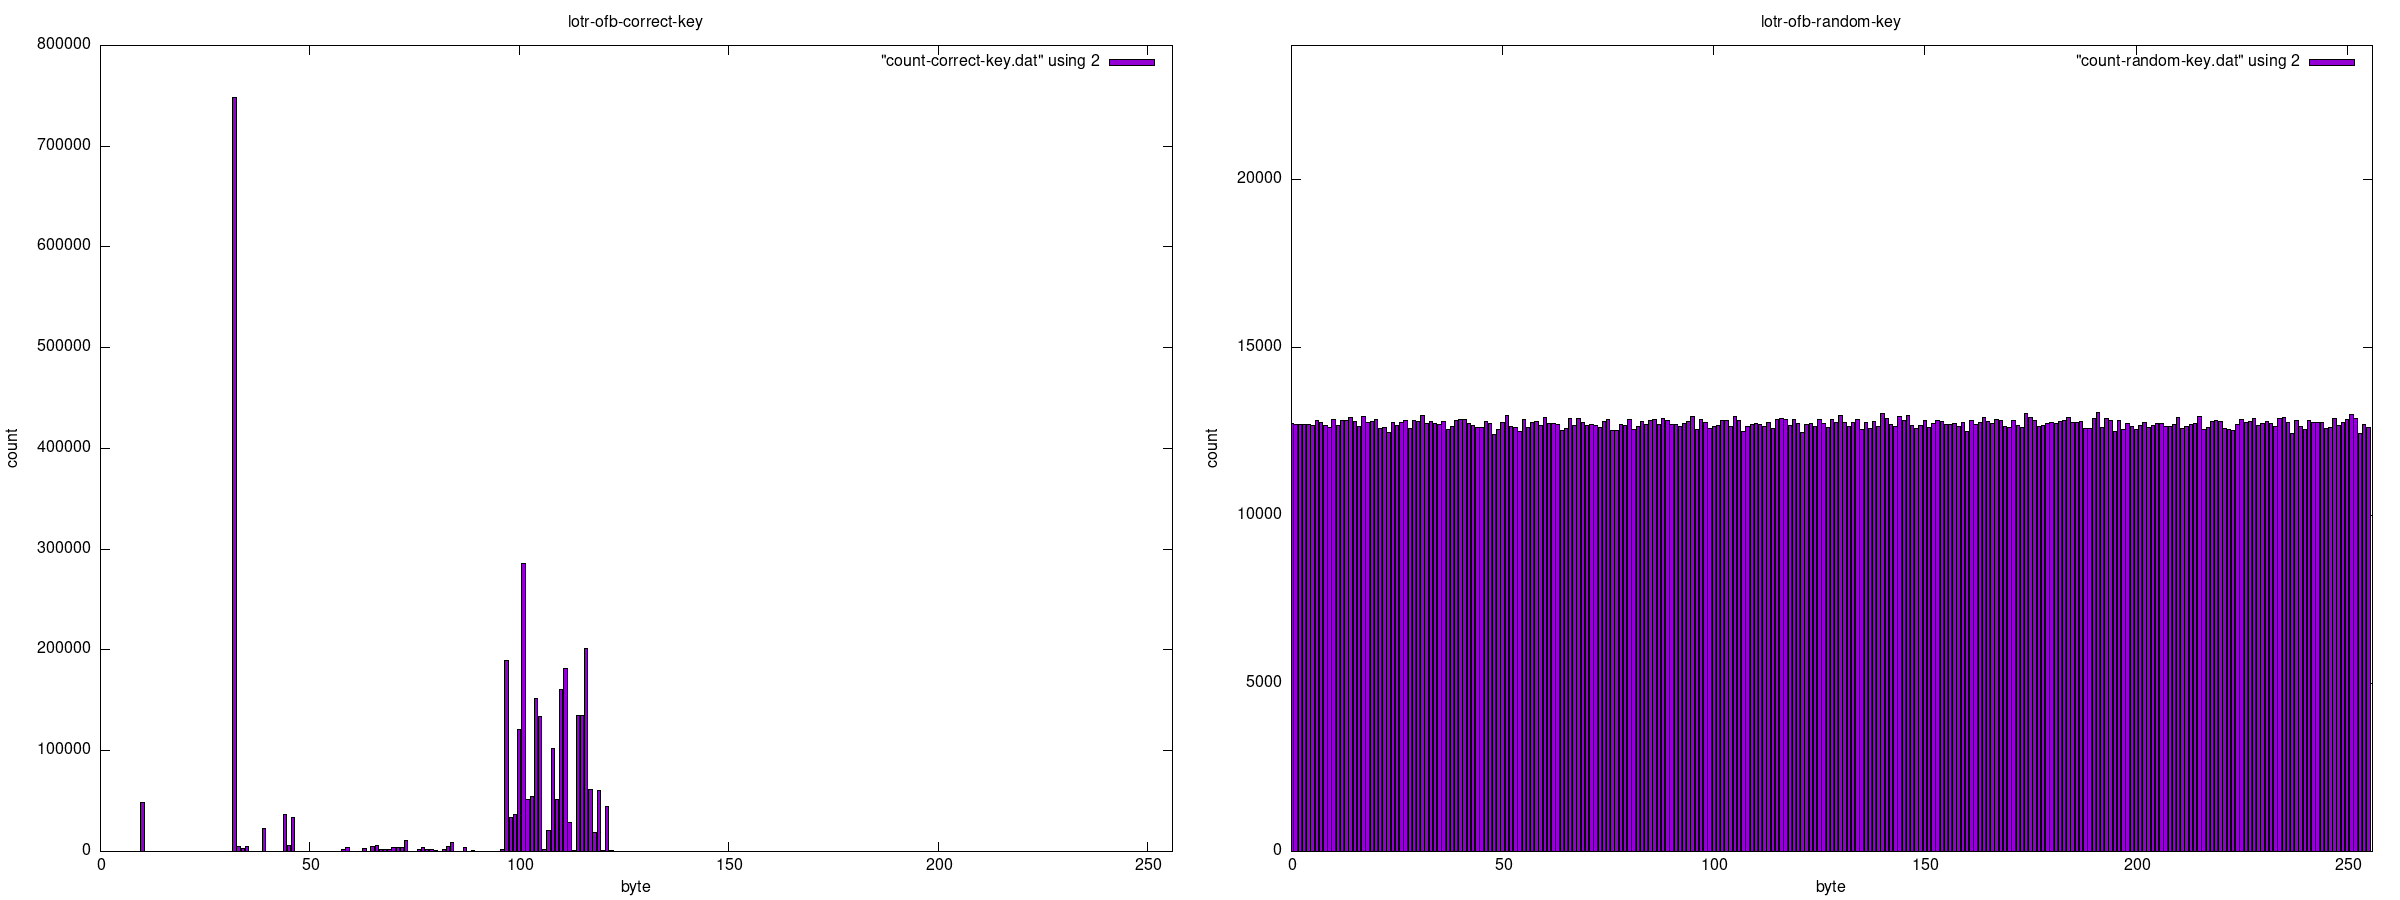 lotr-ofb-correct-key
"count-correct-key.dat" using 2
800000
700000
600000
500000
400000
300000
200000
100000
0
count
0 50 100 150 200 250
byte
lotr-ofb-random-key
"count-random-key.dat" using 2
20000
15000
10000
5000
0
count
0 50 100 150 200 250
byte